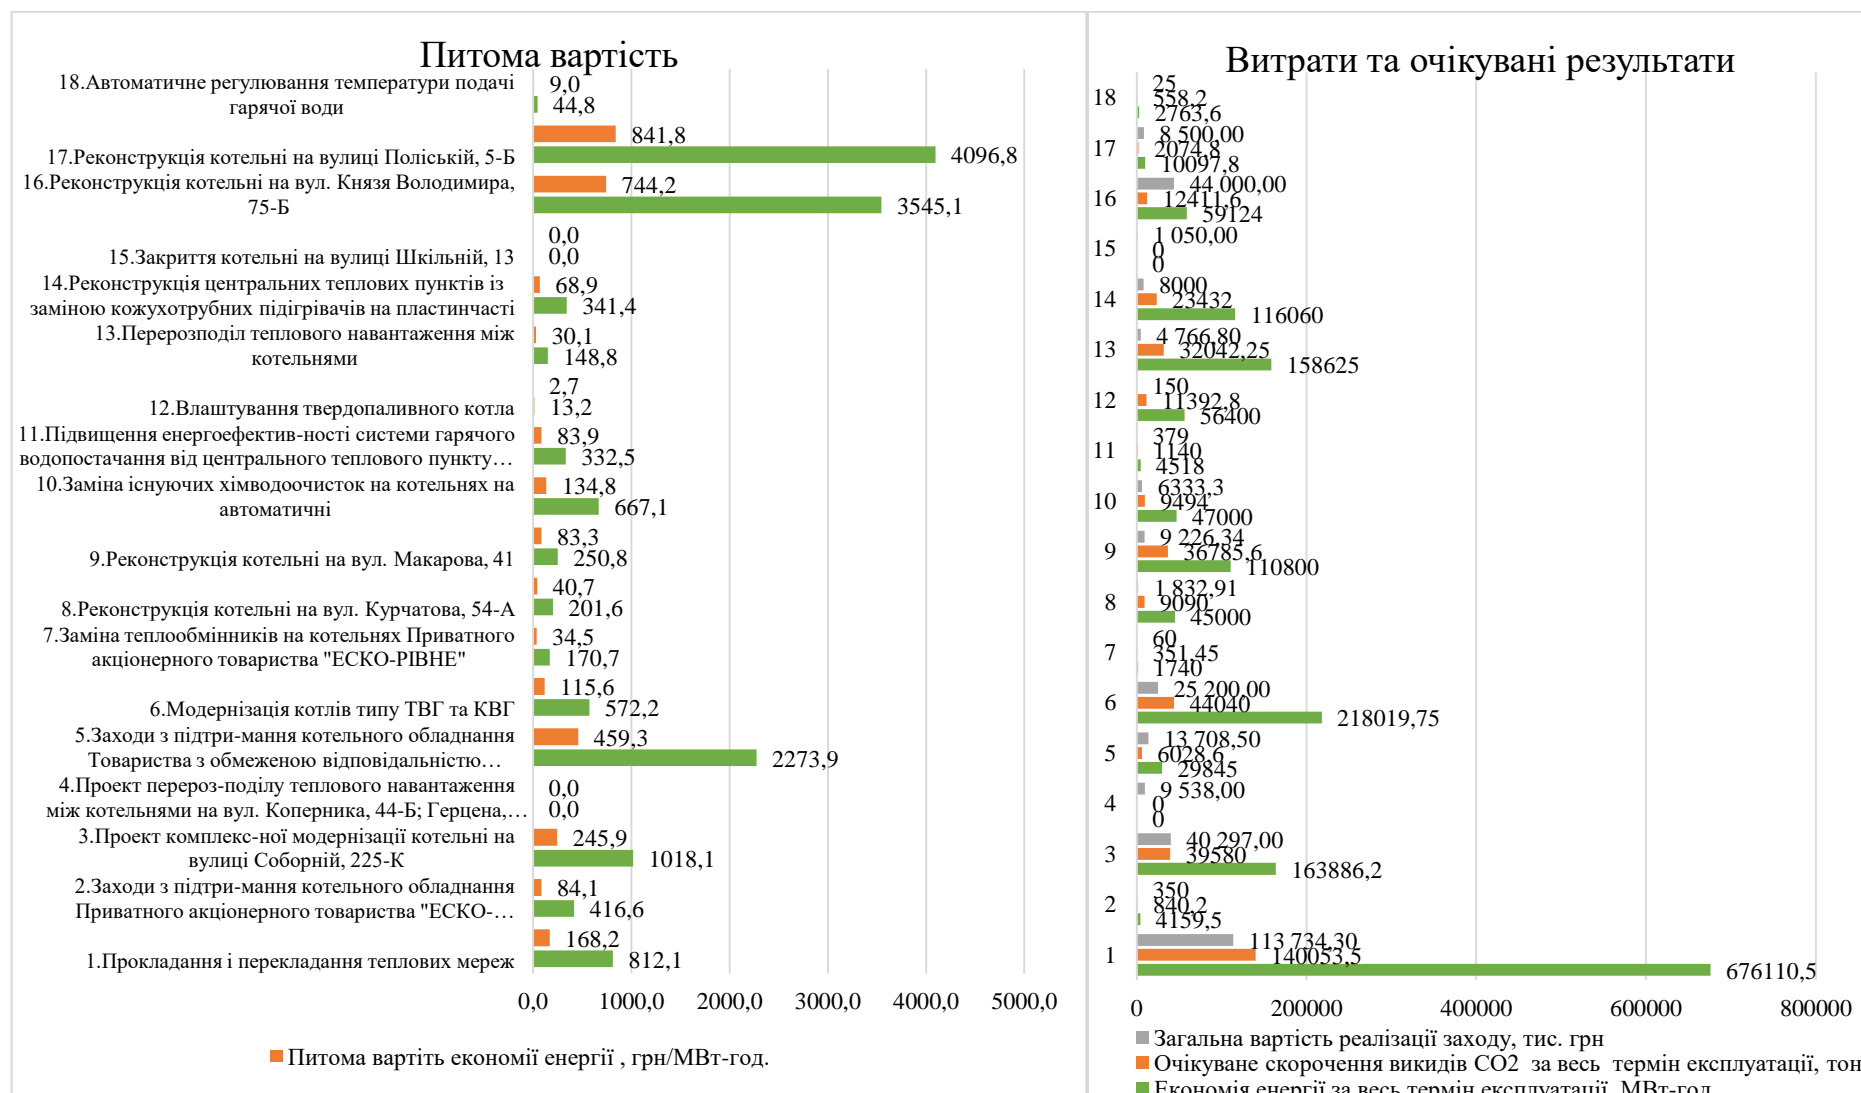 Питома вартість
18.Автоматичне регулювання температури подачі
гарячої води
9,0
44,8
841,8
17.Реконструкція котельні на вулиці Поліській, 5-Б
4096,8
16.Реконструкція котельні на вул. Князя Володимира,
75-Б
744,2
3545,1
0,0
15.Закриття котельні на вулиці Шкільній, 13
0,0
14.Реконструкція центральних теплових пунктів із
заміною кожухотрубних підігрівачів на пластинчасті
68,9
341,4
13.Перерозподіл теплового навантаження між
котельнями
30,1
148,8
2,7
12.Влаштування твердопаливного котла
13,2
11.Підвищення енергоефектив-ності системи гарячого
водопостачання від центрального теплового пункту…
83,9
332,5
10.Заміна існуючих хімводоочисток на котельнях на
автоматичні
134,8
667,1
83,3
9.Реконструкція котельні на вул. Макарова, 41
250,8
40,7
8.Реконструкція котельні на вул. Курчатова, 54-А
201,6
7.Заміна теплообмінників на котельнях Приватного
акціонерного товариства "ЕСКО-РІВНЕ"
34,5
170,7
115,6
6.Модернізація котлів типу ТВГ та КВГ
572,2
5.Заходи з підтри-мання котельного обладнання
Товариства з обмеженою відповідальністю…
459,3
2273,9
4.Проект перероз-поділу теплового навантаження
між котельнями на вул. Коперника, 44-Б; Герцена,…
0,0
0,0
3.Проект комплекс-ної модернізації котельні на
вулиці Соборній, 225-К
245,9
1018,1
2.Заходи з підтри-мання котельного обладнання
Приватного акціонерного товариства "ЕСКО-…
84,1
416,6
168,2
1.Прокладання і перекладання теплових мереж
812,1
0,0 1000,0 2000,0 3000,0 4000,0 5000,0
Питома вартіть економії енергії , грн/МВт-год.
Витрати та очікувані результати
18
25
558,2
2763,6
17
8 500,00
2074,8
10097,8
16
44 000,00
12411,6
59124
15
1 050,00
0
0
14
8000
23432
116060
13
4 766,80
32042,25
158625
12
150
11392,8
56400
11
379
1140
4518
10
6333,3
9494
47000
9
9 226,34
36785,6
110800
8
1 832,91
9090
45000
7
60
351,45
1740
6
25 200,00
44040
218019,75
5
13 708,50
6028,6
29845
4
9 538,00
0
0
3
40 297,00
39580
163886,2
2
350
840,2
4159,5
1
113 734,30
140053,5
676110,5
0 200000 400000 600000 800000
Загальна вартість реалізації заходу, тис. грн
Очікуване скорочення викидів СО2 за весь термін експлуатації, тон
Економія енергії за весь термін експлуатації, МВт-год